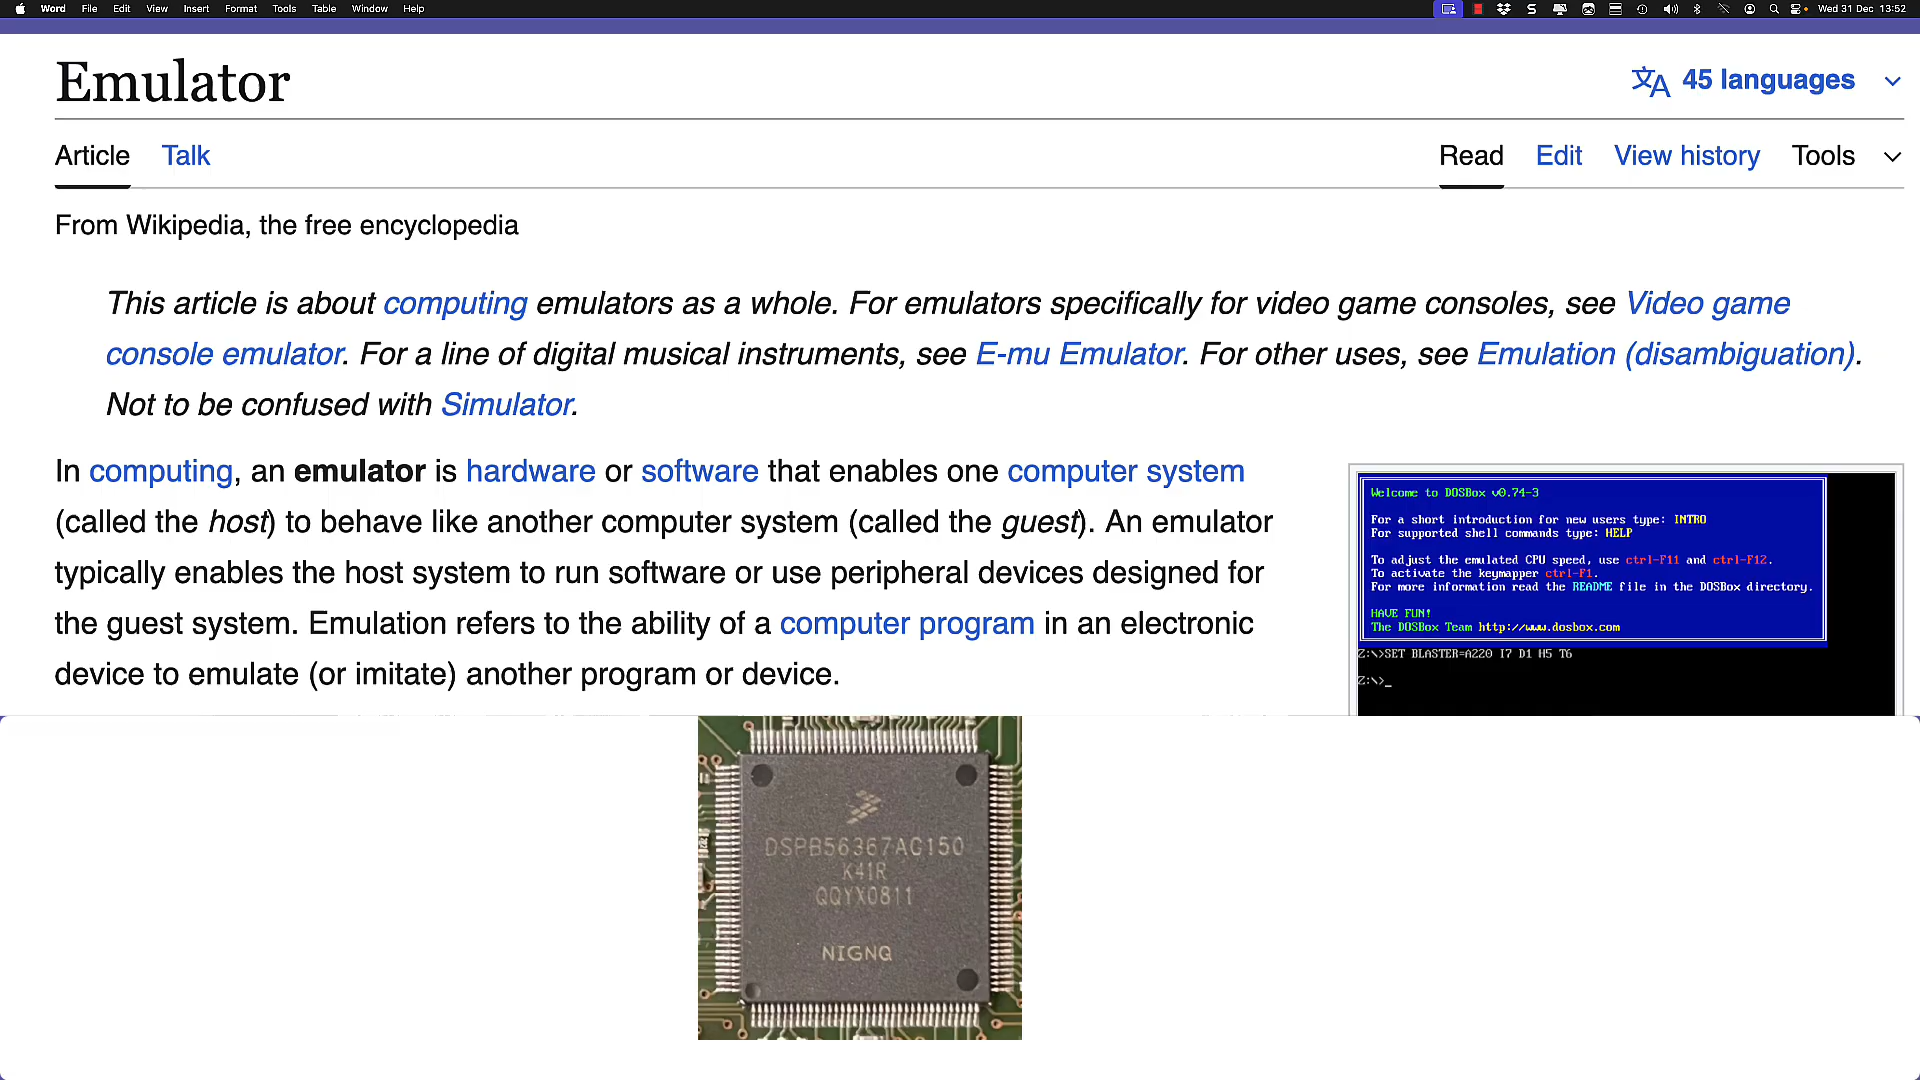 Word File Edit View Insert Format Tools Table Window Help
Wed 31 Dec 13:52
Emulator
45 languages
Article Talk
Read Edit View history Tools
From Wikipedia, the free encyclopedia
This article is about computing emulators as a whole. For emulators specifically for video game consoles, see Video game
console emulator. For a line of digital musical instruments, see E-mu Emulator. For other uses, see Emulation (disambiguation).
Not to be confused with Simulator.
In computing, an emulator is hardware or software that enables one computer system
(called the host) to behave like another computer system (called the guest). An emulator
typically enables the host system to run software or use peripheral devices designed for
the guest system. Emulation refers to the ability of a computer program in an electronic
device to emulate (or imitate) another program or device.
Welcome to DOSBox v0.74-3
For a short introduction for new users type: INTRO
For supported shell commands type: HELP
To adjust the emulated CPU speed, use ctrl-F11 and ctrl-F12.
To activate the keymapper ctrl-F1.
For more information read the README file in the DOSBox directory.
HAVE FUN!
The DOSBox Team http://www.dosbox.com
Z:\>SET BLASTER=A220 I7 D1 H5 T6
Z:\>_
DSPB56367AG150
K41R
QQYX0811
NIGNQ